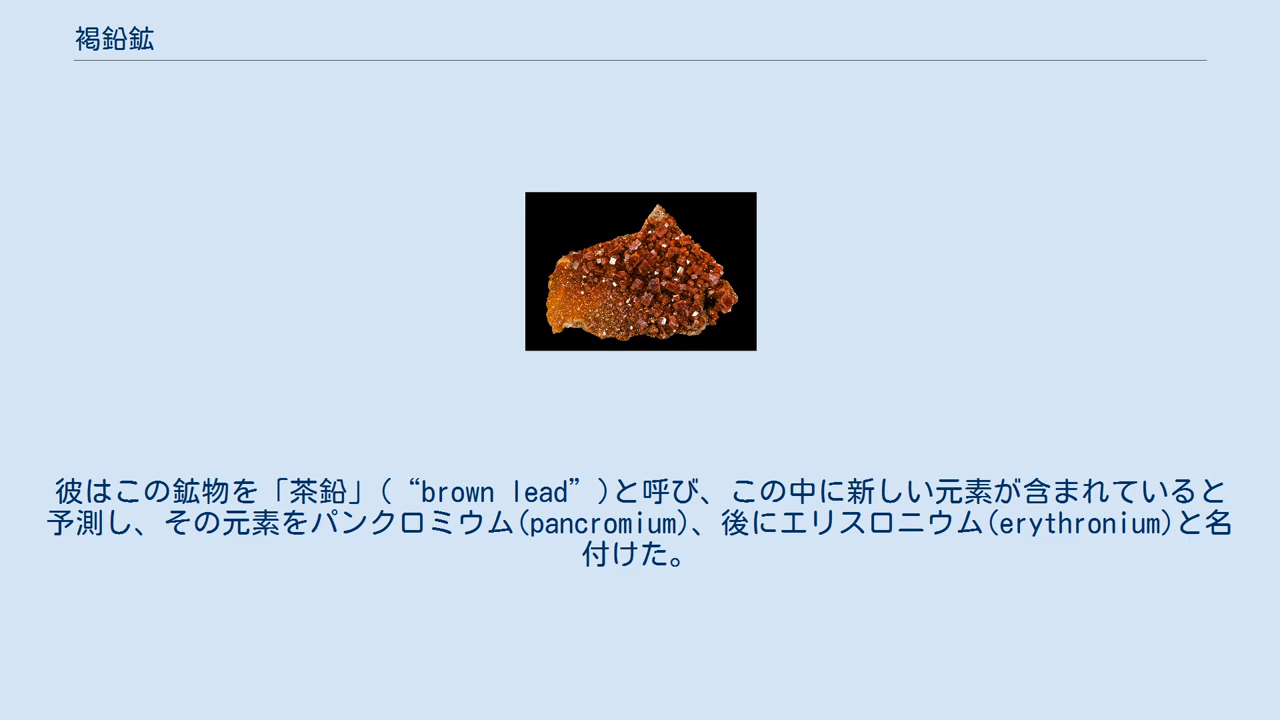 褐鉛鉱
彼はこの鉱物を「茶鉛」(“brown lead”)と呼び、この中に新しい元素が含まれていると
予測し、その元素をパンクロミウム(pancromium)、後にエリスロニウム(erythronium)と名
付けた。